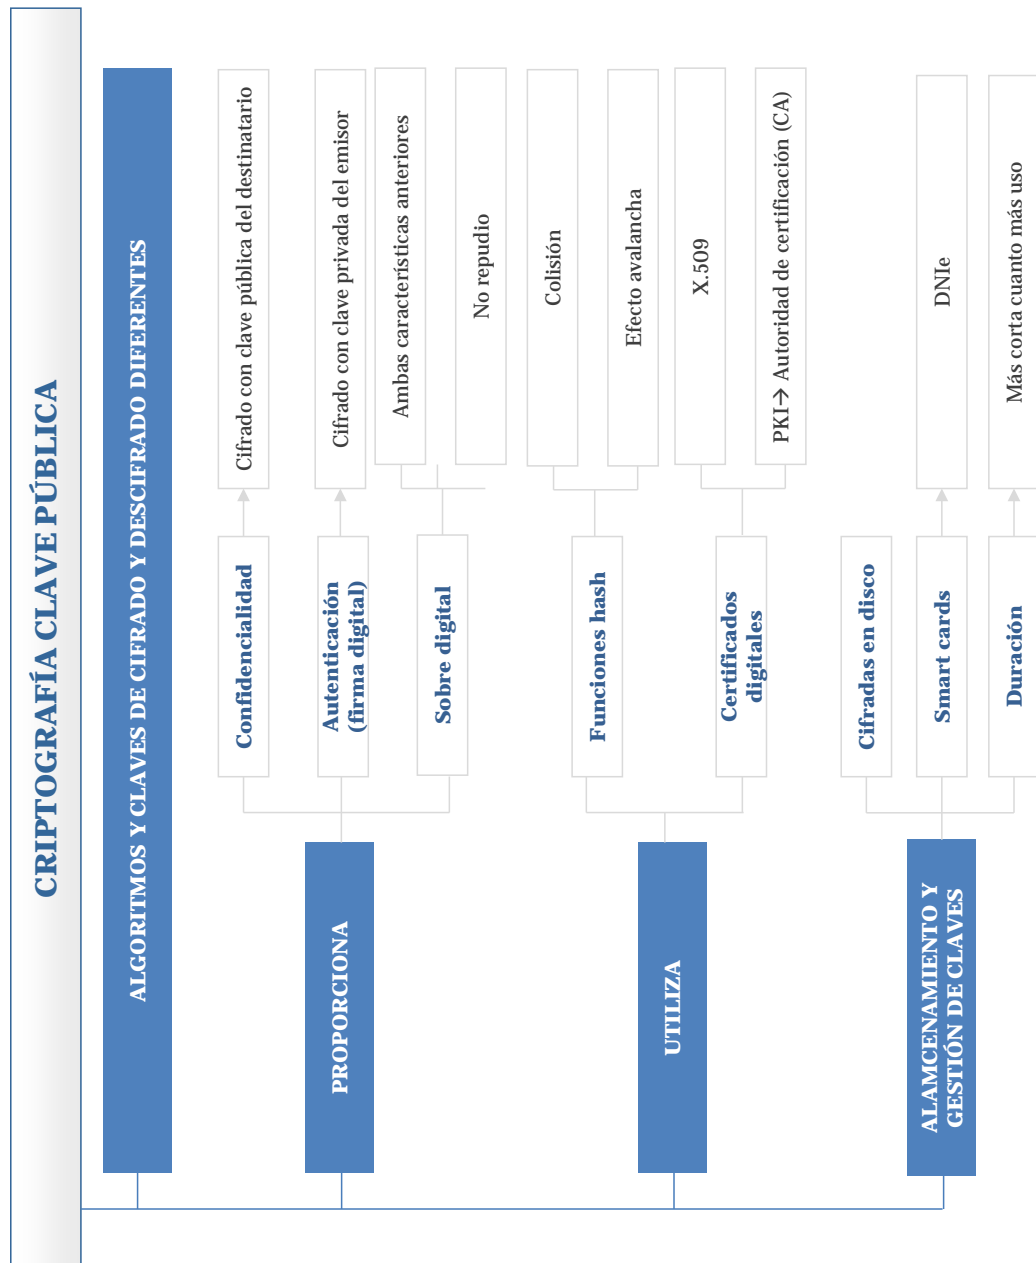 CRIPTOGRAFÍA CLAVE PÚBLICA
ALGORITMOS Y CLAVES DE CIFRADO Y DESCIFRADO DIFERENTES
PROPORCIONA
Confidencialidad
Cifrado con clave pública del destinatario
Autenticación
(firma digital)
Cifrado con clave privada del emisor
Sobre digital
Ambas características anteriores
No repudio
UTILIZA
Funciones hash
Colisión
Efecto avalancha
Certificados
digitales
X.509
PKI→ Autoridad de certificación (CA)
ALAMCENAMIENTO Y
GESTIÓN DE CLAVES
Cifradas en disco
Smart cards
DNIe
Duración
Más corta cuanto más uso